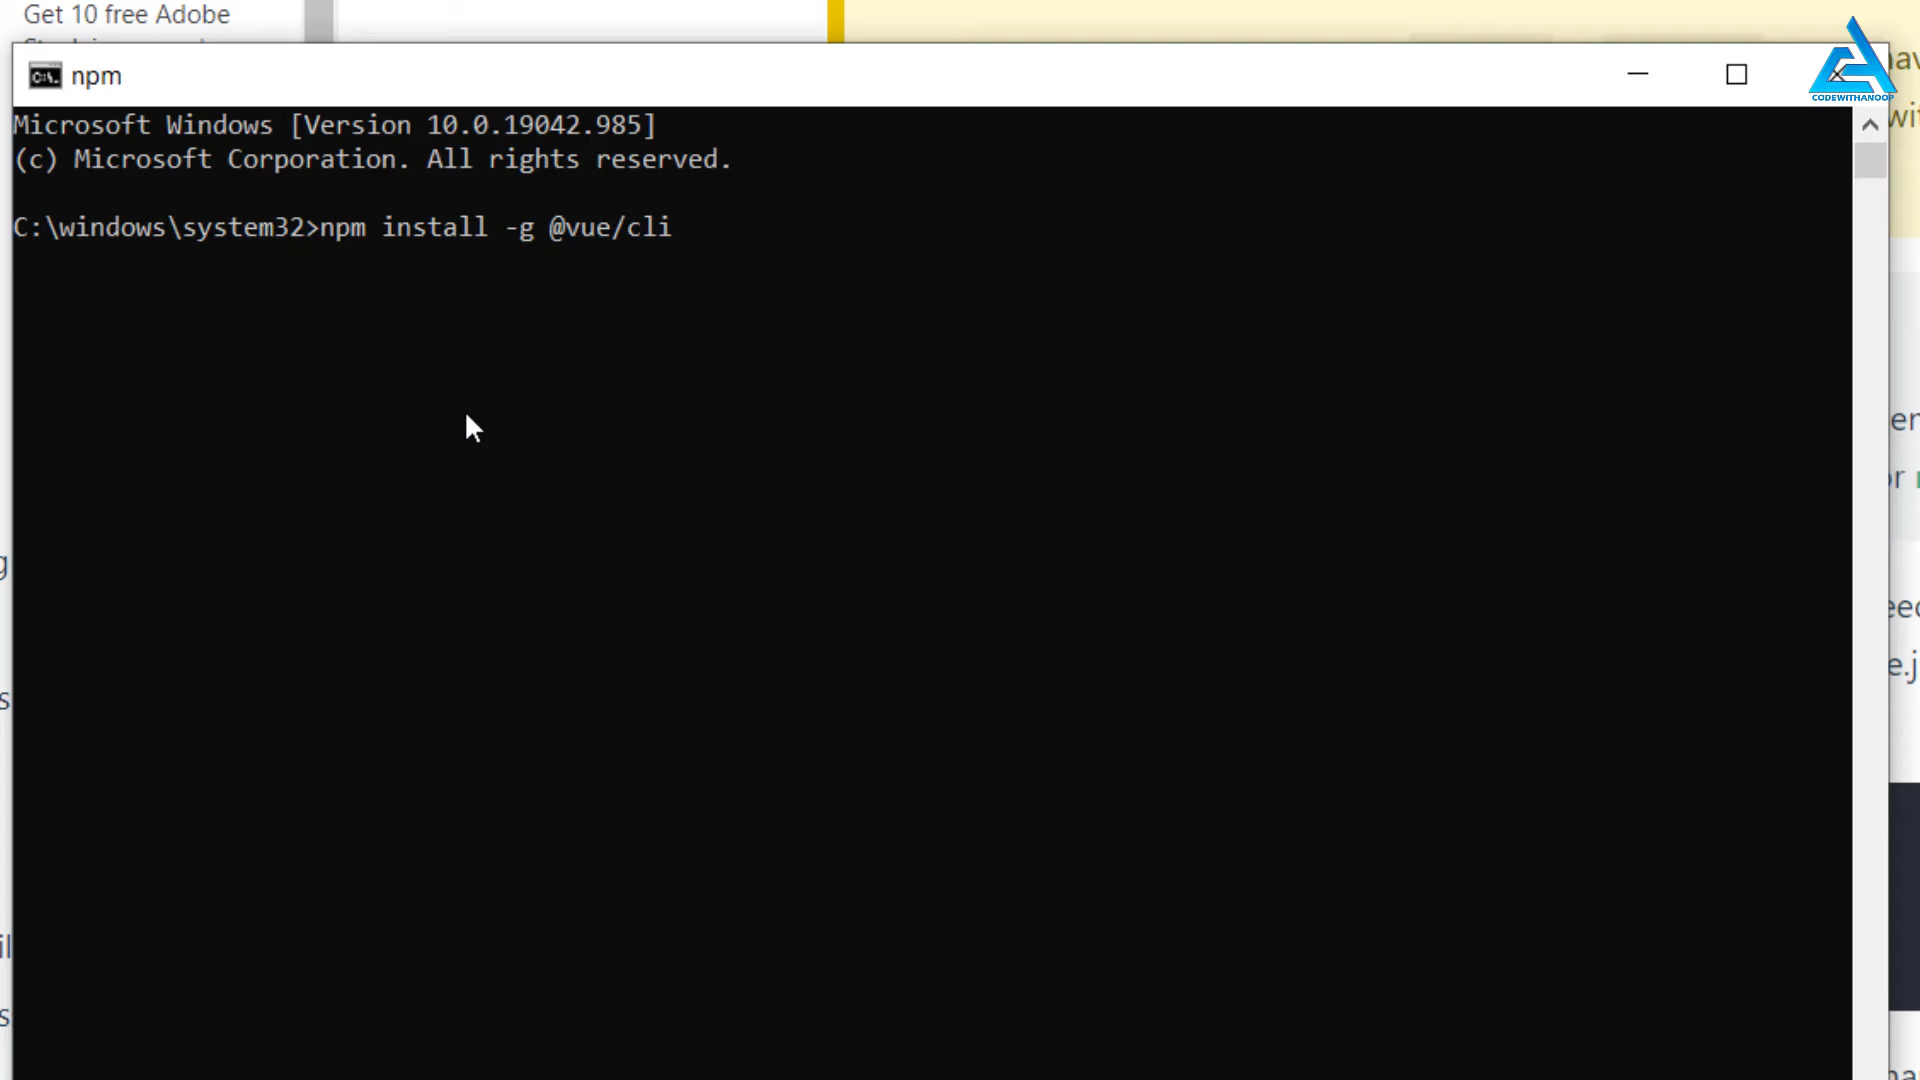 Get 10 free Adobe
npm
CODEWITHANOOP
Microsoft Windows [Version 10.0.19042.985]
(c) Microsoft Corporation. All rights reserved.
C:\windows\system32>npm install -g @vue/cli